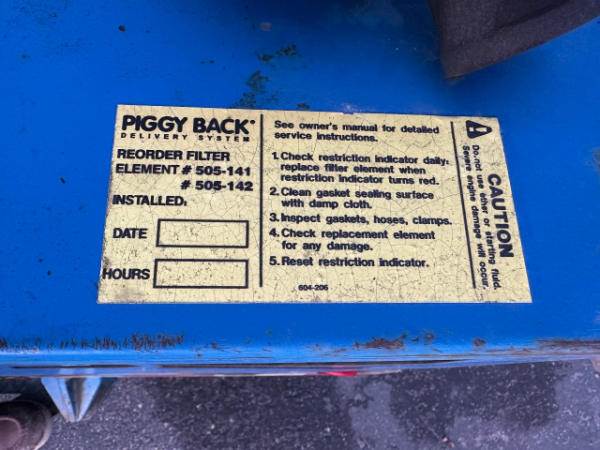 PIGGY BACK
DELIVERY SYSTEM
REORDER FILTER
ELEMENT # 505-141
# 505-142
INSTALLED:
DATE
HOURS
See owner's manual for detailed
service instructions.
1. Check restriction indicator daily:
replace filter element when
restriction indicator turns red.
2. Clean gasket sealing surface
with damp cloth.
3. Inspect gaskets, hoses, clamps.
4. Check replacement element
for any damage.
5. Reset restriction indicator.
604-206
CAUTION
Do not use ether or starting fluid.
Severe engine damage will occur.